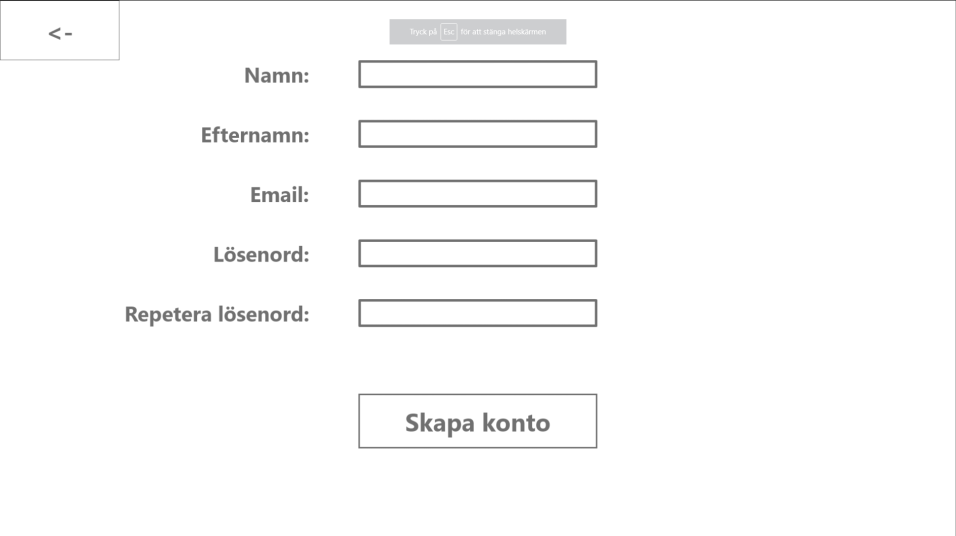 <-
Tryck på Esc för att stänga helskärmen
Namn:
Efternamn:
Email:
Lösenord:
Repetera lösenord:
Skapa konto